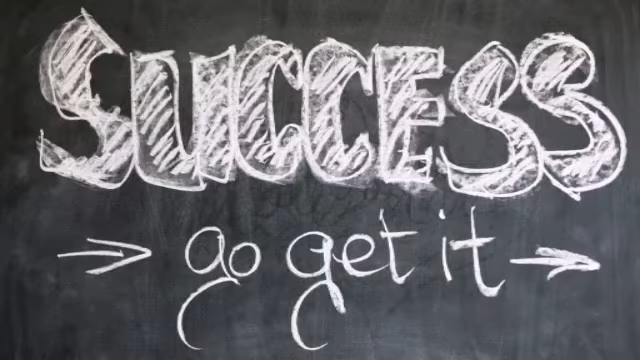 SUCCESS
→ go get it →